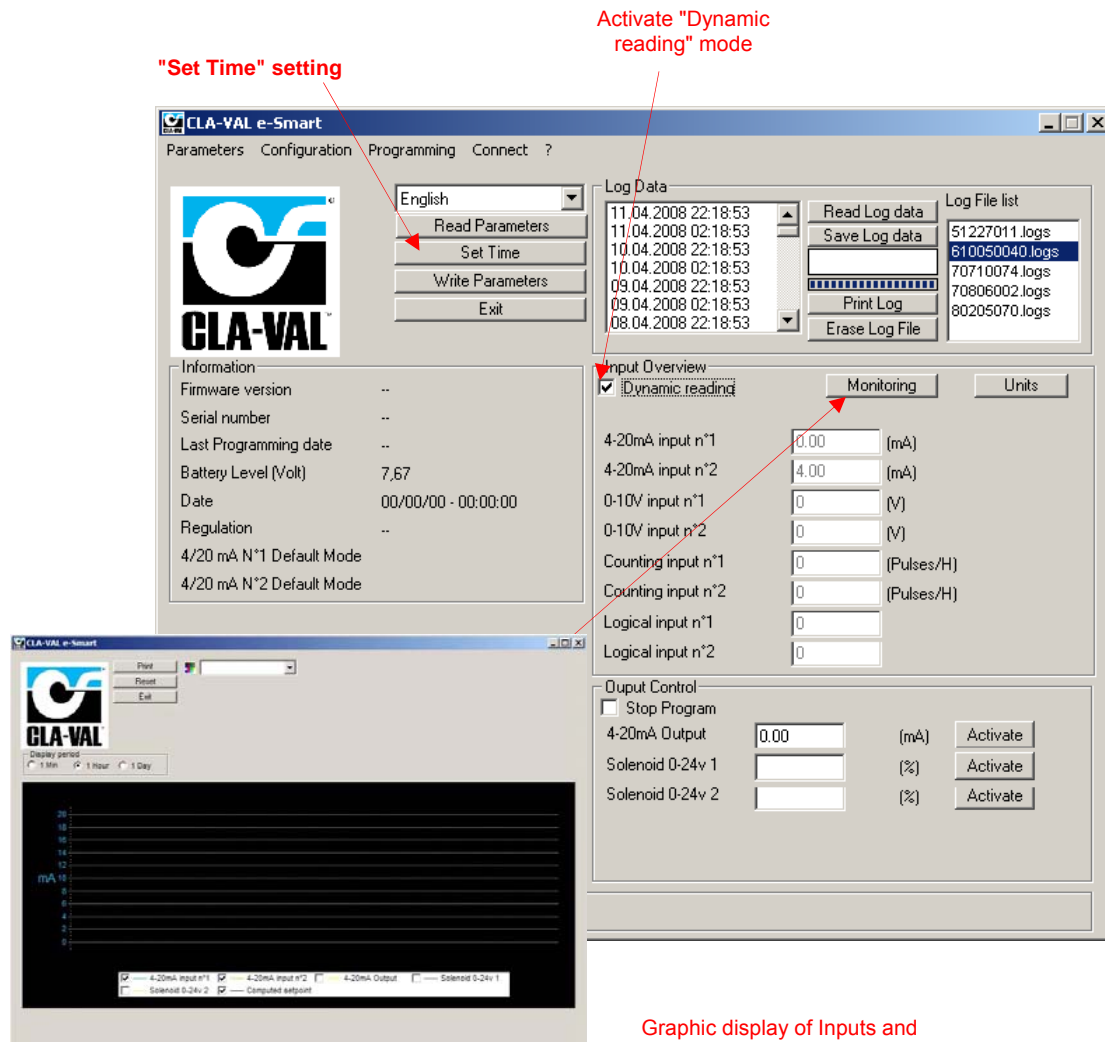 Activate "Dynamic
reading" mode
"Set Time" setting
CLA-VAL e-Smart
Parameters Configuration Programming Connect ?
CLA-VAL
English
Read Parameters
Set Time
Write Parameters
Exit
Log Data
11.04.2008 22:18:53
11.04.2008 02:18:53
10.04.2008 22:18:53
10.04.2008 02:18:53
09.04.2008 22:18:53
09.04.2008 02:18:53
08.04.2008 22:18:53
Read Log data
Save Log data
Print Log
Erase Log File
Log File list
51227011.logs
610050040.logs
70710074.logs
70806002.logs
80205070.logs
Information
Firmware version --
Serial number --
Last Programming date --
Battery Level (Volt) 7,67
Date 00/00/00 - 00:00:00
Regulation --
4/20 mA N°1 Default Mode
4/20 mA N°2 Default Mode
Input Overview
Dynamic reading Monitoring Units
4-20mA input n°1 0.00 (mA)
4-20mA input n°2 4.00 (mA)
0-10V input n°1 0 (V)
0-10V input n°2 0 (V)
Counting input n°1 0 (Pulses/H)
Counting input n°2 0 (Pulses/H)
Logical input n°1 0
Logical input n°2 0
Ouput Control
Stop Program
4-20mA Output 0.00 (mA) Activate
Solenoid 0-24v 1 (%) Activate
Solenoid 0-24v 2 (%) Activate
CLA-VAL e-Smart
CLA-VAL
Print
Reset
Exit
Display period
1 Min 1 Hour 1 Day
20
18
16
14
12
mA 10
8
6
4
2
0
4-20mA input n°1 4-20mA input n°2 4-20mA Output Solenoid 0-24v 1
Solenoid 0-24v 2 Computed setpoint
Graphic display of Inputs and